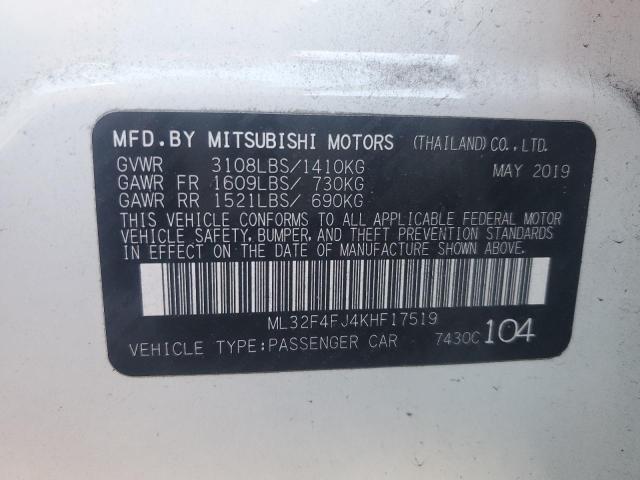 MFD.BY MITSUBISHI MOTORS (THAILAND)CO.,LTD.
GVWR 3108LBS/1410KG MAY 2019
GAWR FR 1609LBS/ 730KG
GAWR RR 1521LBS/ 690KG
THIS VEHICLE CONFORMS TO ALL APPLICABLE FEDERAL MOTOR
VEHICLE SAFETY, BUMPER, AND THEFT PREVENTION STANDARDS
IN EFFECT ON THE DATE OF MANUFACTURE SHOWN ABOVE.
ML32F4FJ4KHF17519
VEHICLE TYPE:PASSENGER CAR 7430C 104